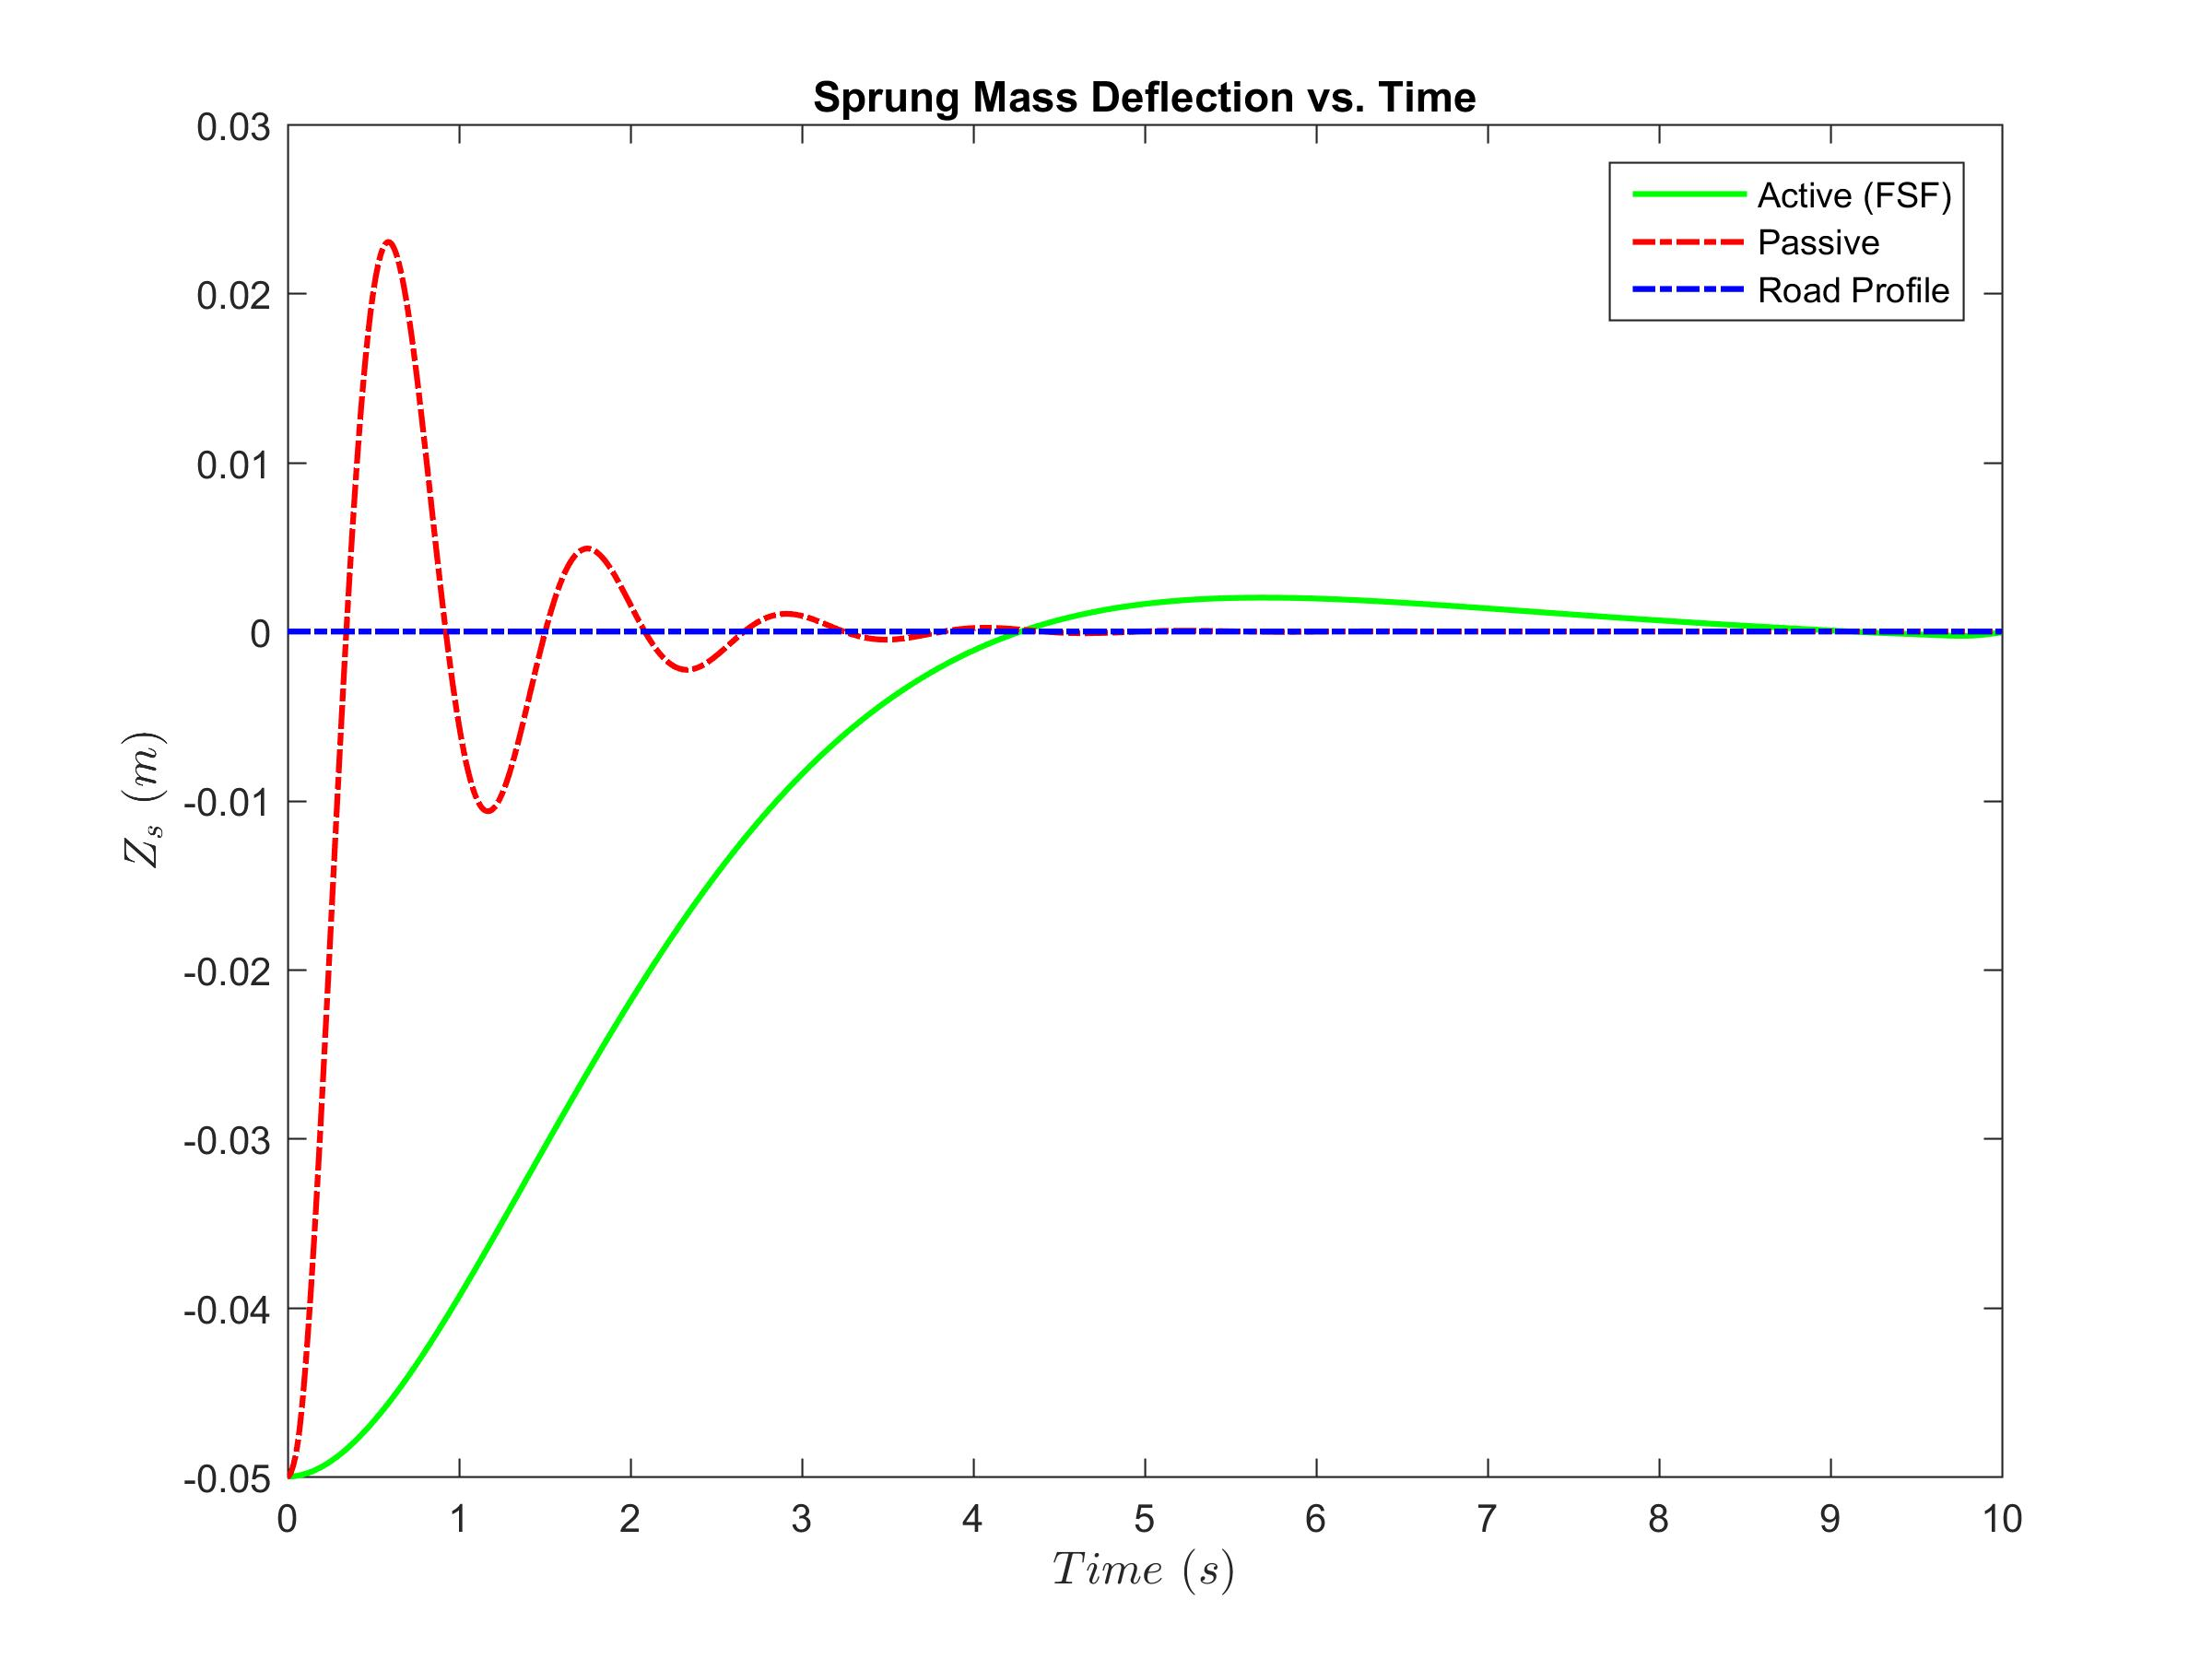 Sprung Mass Deflection vs. Time
0.03
0.02
0.01
0
-0.01
-0.02
-0.03
-0.04
-0.05
Z_s (m)
Active (FSF)
Passive
Road Profile
0 1 2 3 4 5 6 7 8 9 10
Time (s)